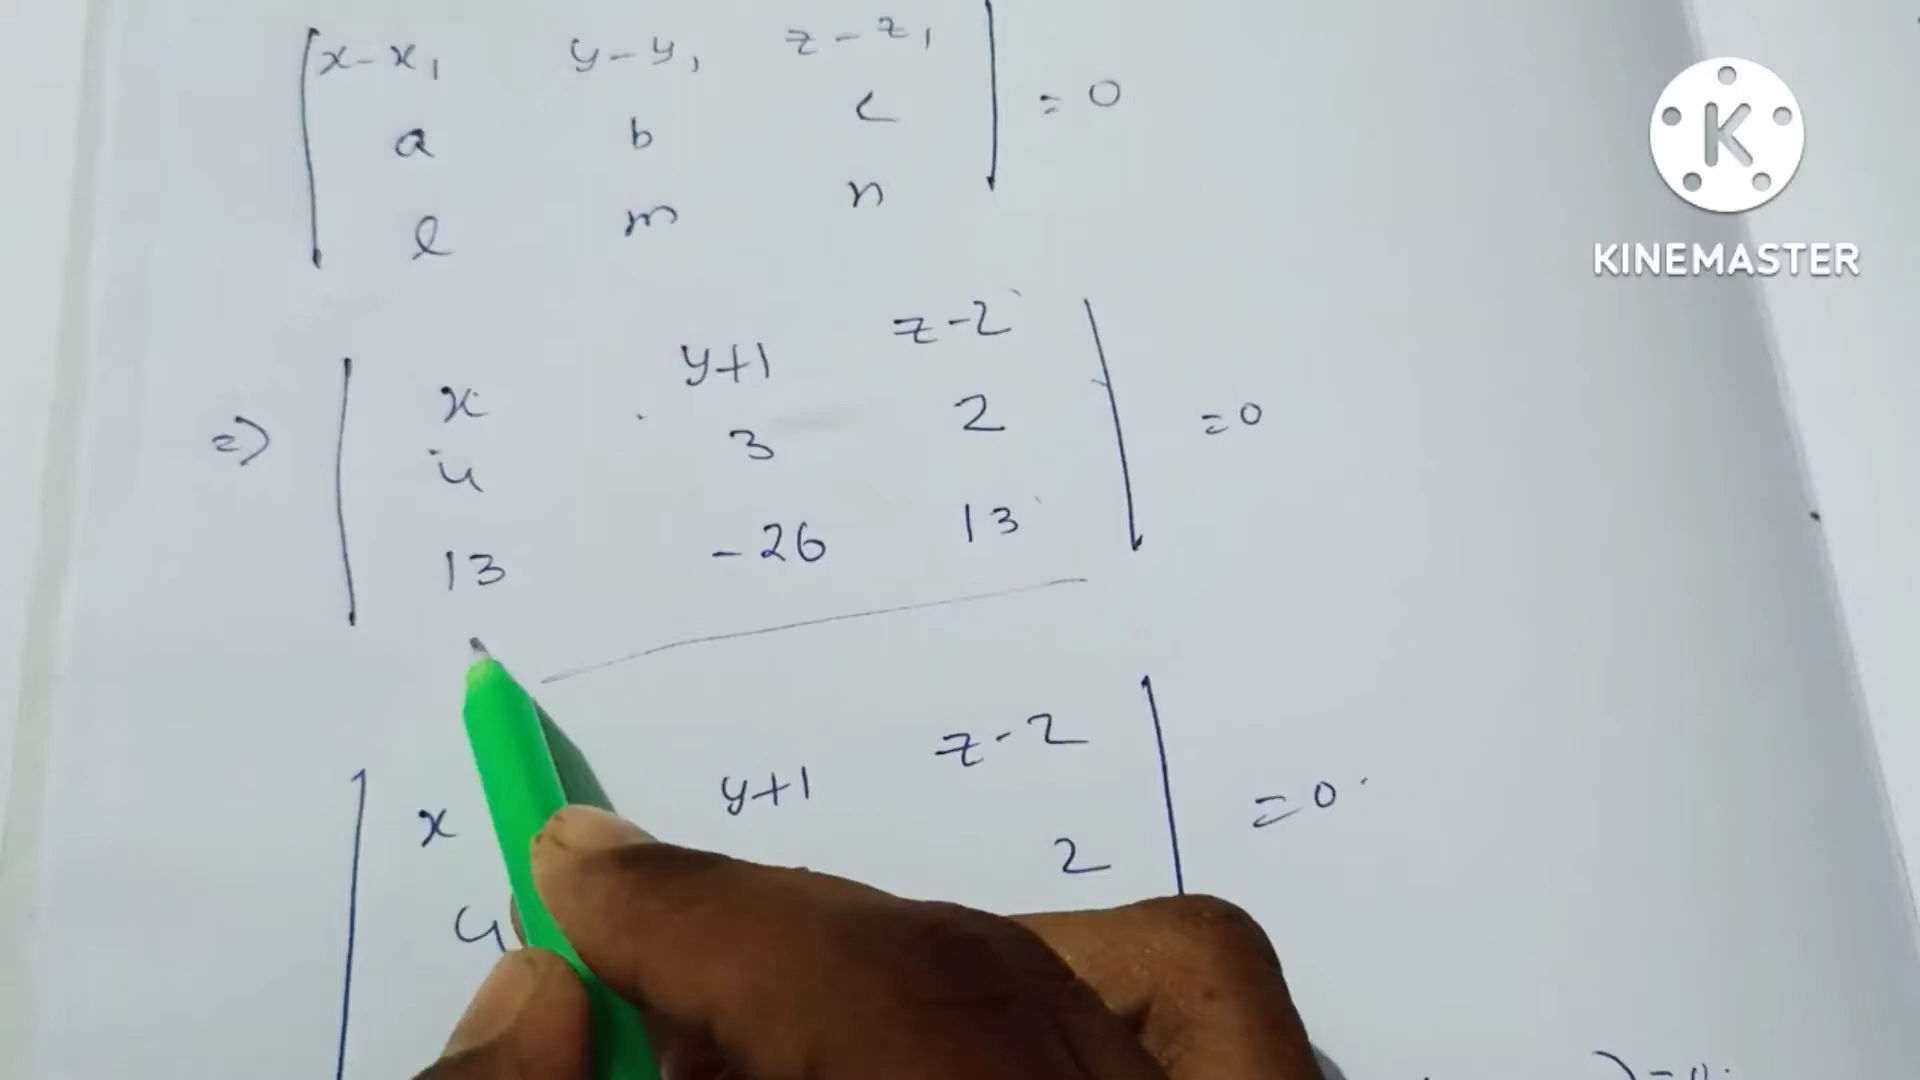 x-x₁ y-y₁ z-z₁
a b c = 0
l m n
x y+1 z-2
=> 4 3 2 = 0
13 -26 13
x y+1 z-2 = 0
4 2
) = 0
K
KINEMASTER